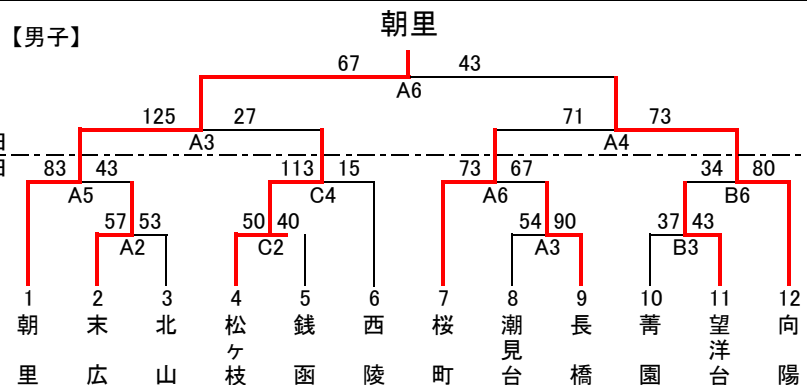 朝里
【男子】
67 43
A6
125 27 71 73
A3 A4
日
日
83 43 113 15 73 67 34 80
A5 C4 A6 B6
57 53 50 40 54 90 37 43
A2 C2 A3 B3
1 2 3 4 5 6 7 8 9 10 11 12
朝里 末広 北山 松ヶ枝 銭函 西陵 桜町 潮見台 長橋 菁園 望洋台 向陽